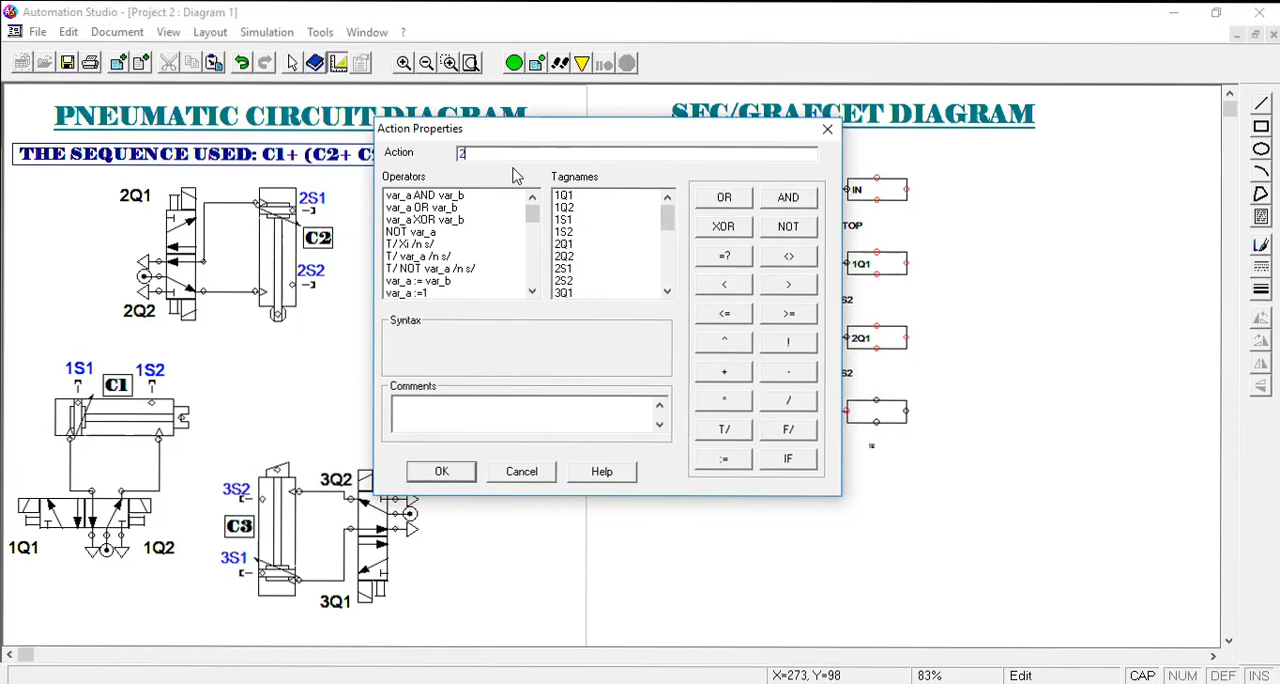 Automation Studio - [Project 2 : Diagram 1]
File Edit Document View Layout Simulation Tools Window ?
PNEUMATIC CIRCUIT DIAGRAM
SFC/GRAFCET DIAGRAM
THE SEQUENCE USED: C1+ (C2+ C
Action Properties
Action 2
Operators
var_a AND var_b
var_a OR var_b
var_a XOR var_b
NOT var_a
T/ Xi /n s/
T/ var_a /n s/
T/ NOT var_a /n s/
var_a := var_b
var_a :=1
Tagnames
1Q1
1Q2
1S1
1S2
2Q1
2Q2
2S1
2S2
3Q1
OR AND
XOR NOT
=? <>
< >
<= >=
^ !
+ -
* /
T/ F/
:= IF
Syntax
Comments
OK Cancel Help
2Q1
2S1
C2
2S2
2Q2
1S1
C1
1S2
1Q1
1Q2
3S2
C3
3S1
3Q2
3Q1
IN
TOP
1Q1
S2
2Q1
S2
X=273, Y=98 83% Edit CAP NUM DEF INS